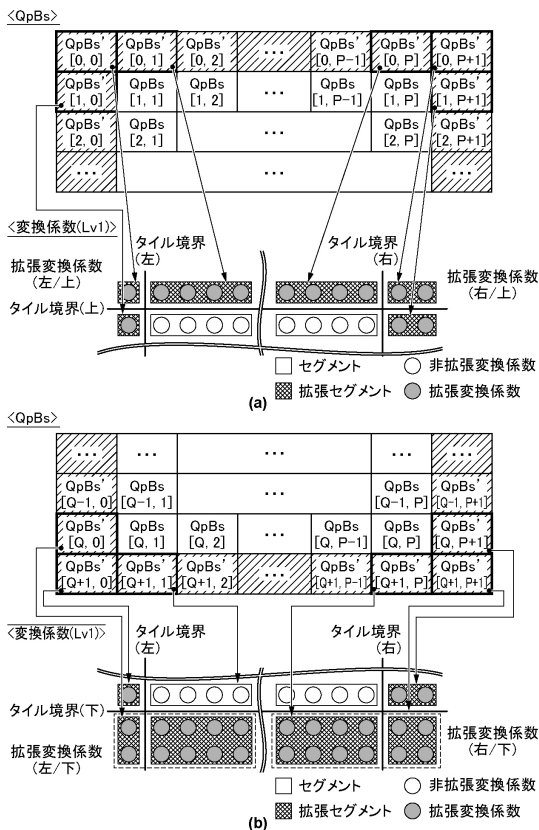 <QpBs>
QpBs' [0, 0] QpBs' [0, 1] QpBs' [0, 2] ... QpBs' [0, P-1] QpBs' [0, P] QpBs' [0, P+1]
QpBs' [1, 0] QpBs [1, 1] QpBs [1, 2] ... QpBs [1, P-1] QpBs [1, P] QpBs' [1, P+1]
QpBs' [2, 0] QpBs [2, 1] ... QpBs [2, P] QpBs' [2, P+1]
... ... ...
<変換係数(Lv1)>
タイル境界 (左)
タイル境界 (右)
拡張変換係数 (左/上)
拡張変換係数 (右/上)
タイル境界(上)
セグメント 非拡張変換係数
拡張セグメント 拡張変換係数
(a)
<QpBs>
... ... ... ... ...
QpBs' [Q-1, 0] QpBs [Q-1, 1] ... QpBs [Q-1, P] QpBs' [Q-1, P+1]
QpBs' [Q, 0] QpBs [Q, 1] QpBs [Q, 2] ... QpBs [Q, P-1] QpBs [Q, P] QpBs' [Q, P+1]
QpBs' [Q+1, 0] QpBs' [Q+1, 1] QpBs' [Q+1, 2] ... QpBs' [Q+1, P-1] QpBs' [Q+1, P] QpBs' [Q+1, P+1]
<変換係数(Lv1)>
タイル境界 (左)
タイル境界 (右)
タイル境界(下)
拡張変換係数 (左/下)
拡張変換係数 (右/下)
セグメント 非拡張変換係数
拡張セグメント 拡張変換係数
(b)